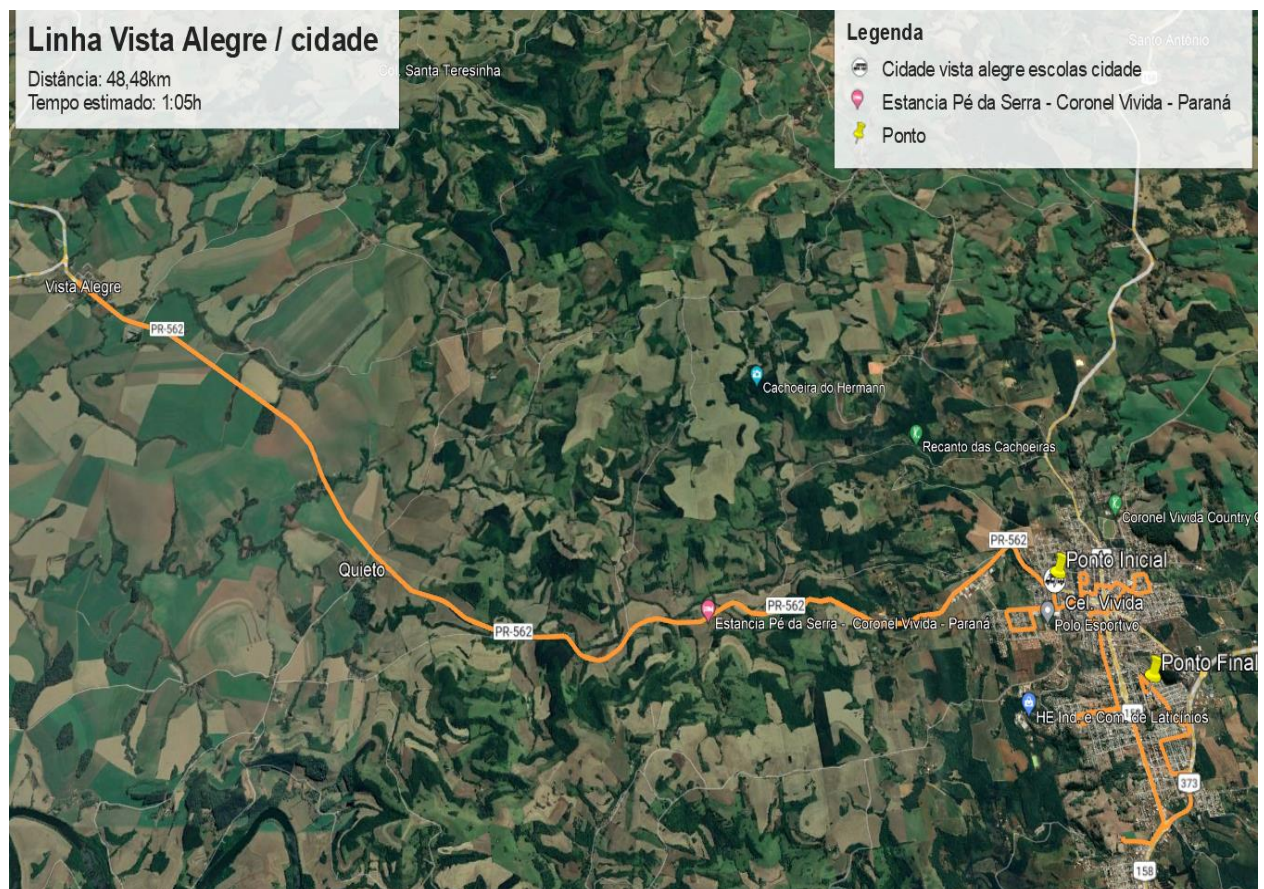 Linha Vista Alegre / cidade
Distância: 48,48km
Tempo estimado: 1:05h
Legenda
Cidade vista alegre escolas cidade
Estancia Pé da Serra - Coronel Vivida - Paraná
Ponto
Santo Antônio
Col. Santa Teresinha
Vista Alegre
PR-562
Cachoeira do Hermann
Recanto das Cachoeiras
Coronel Vivida Country C
PR-562
Ponto Inicial
Quieto
Cel. Vivida
PR-562
Estancia Pé da Serra - Coronel Vivida - Paraná
Polo Esportivo
PR-562
Ponto Final
HE Ind. e Com. de Laticínios
158
373
158